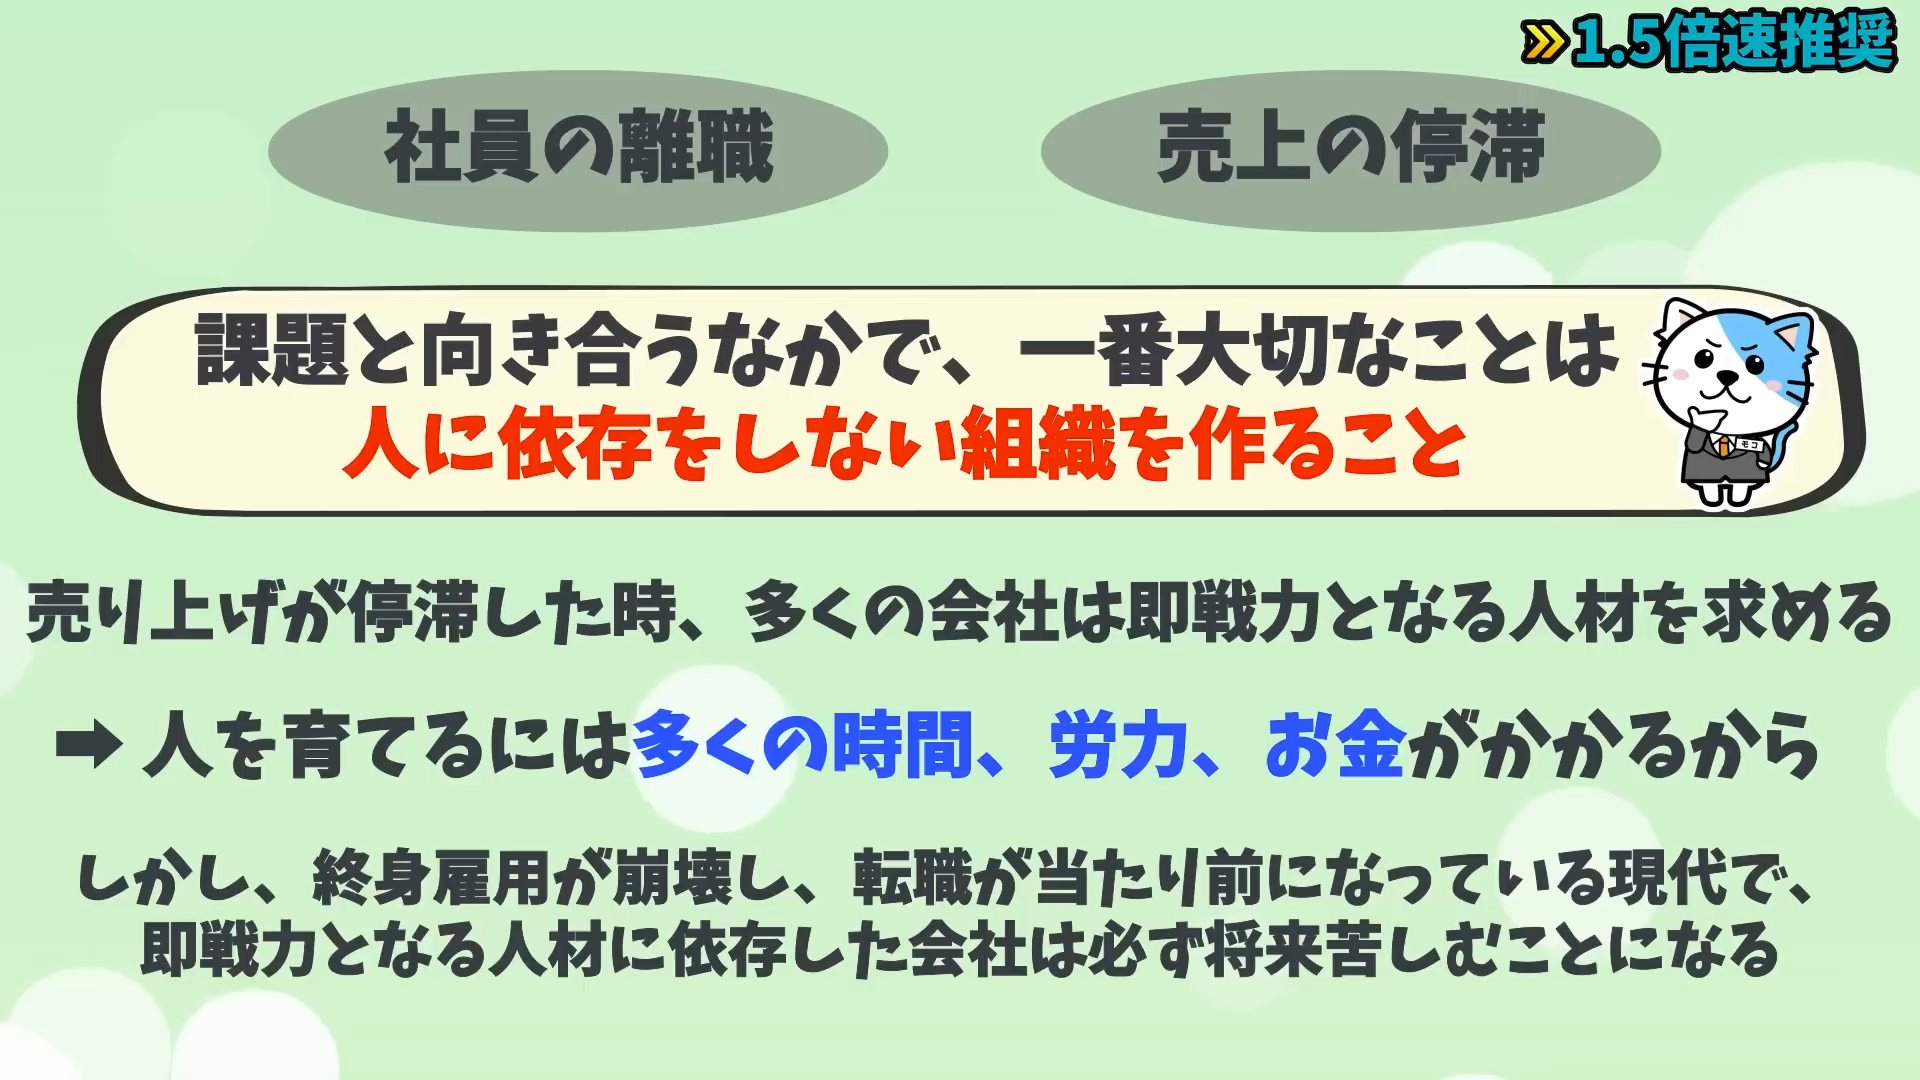 1.5倍速推奨
社員の離職
売上の停滞
課題と向き合うなかで、一番大切なことは
人に依存をしない組織を作ること
モコ
売り上げが停滞した時、多くの会社は即戦力となる人材を求める
➡人を育てるには多くの時間、労力、お金がかかるから
しかし、終身雇用が崩壊し、転職が当たり前になっている現代で、
即戦力となる人材に依存した会社は必ず将来苦しむことになる